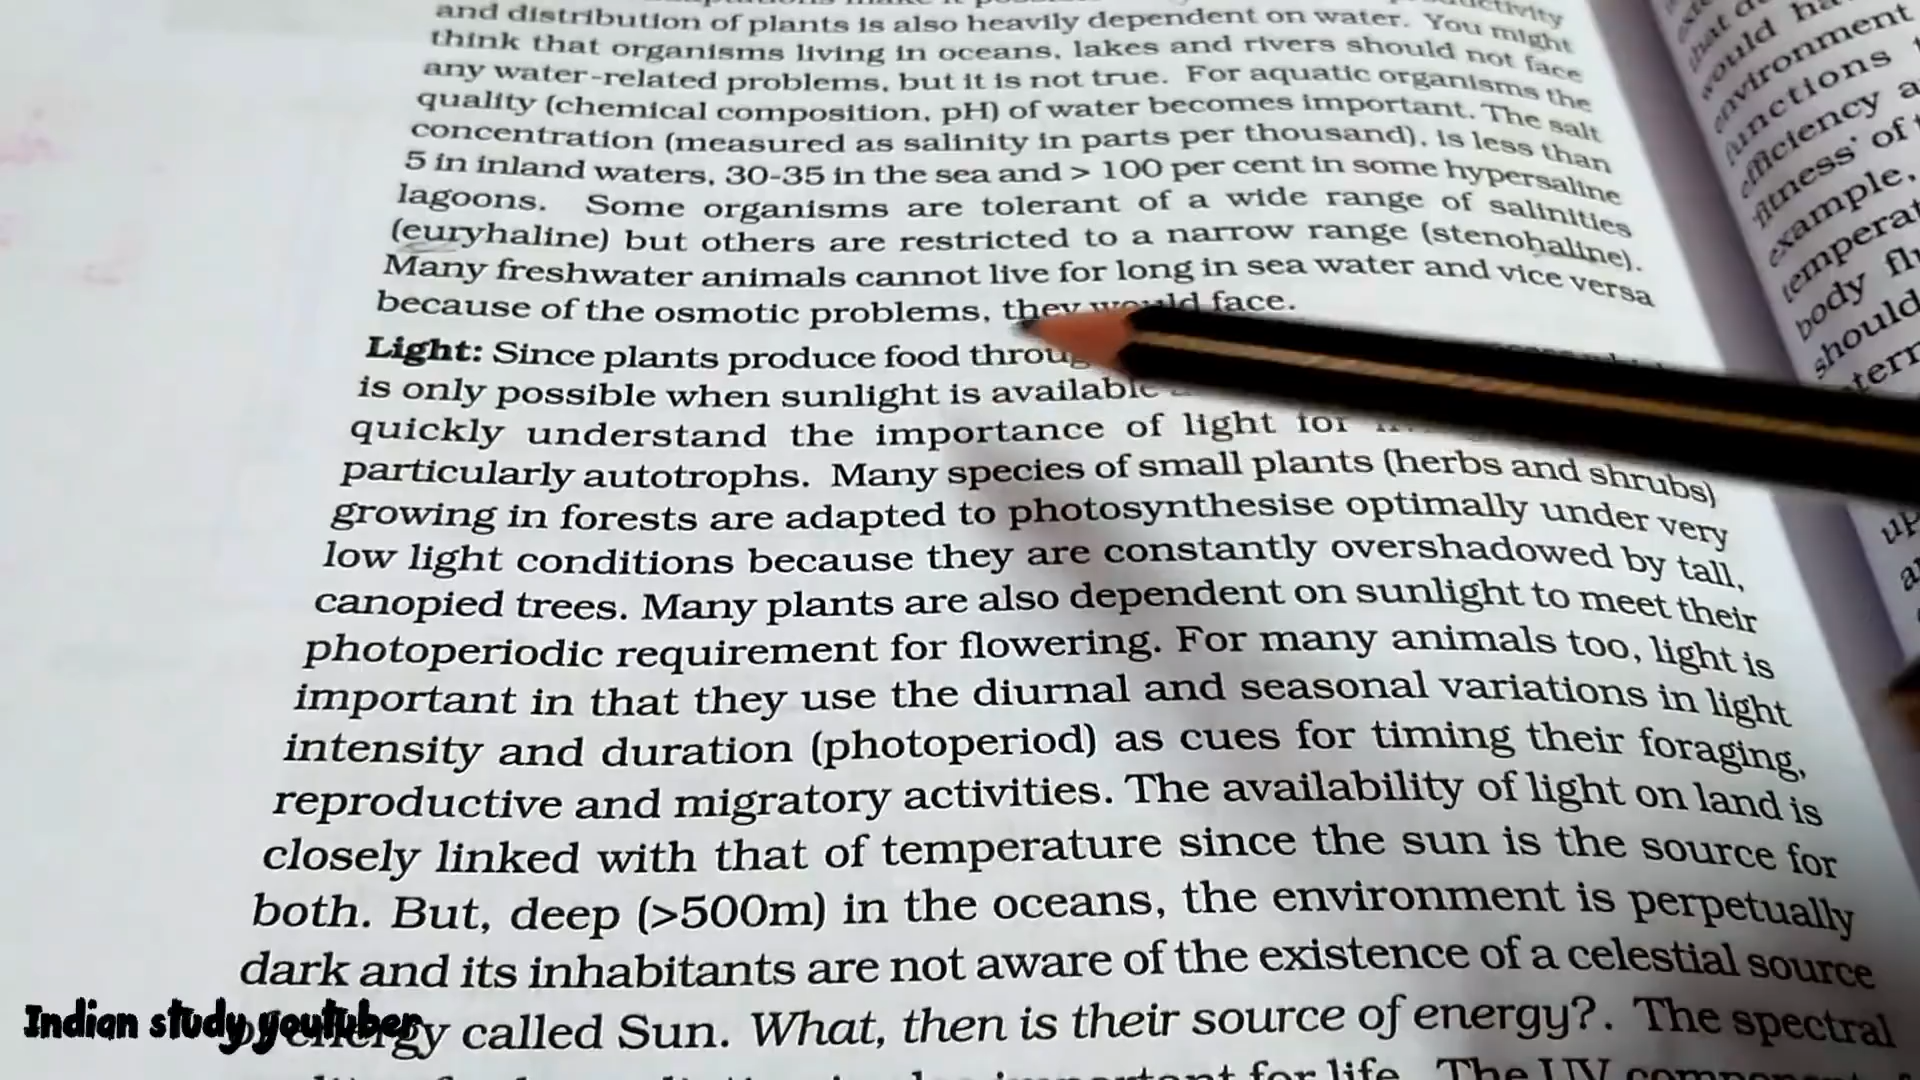 and distribution of plants is also heavily dependent on water. You might
think that organisms living in oceans, lakes and rivers should not face
any water-related problems, but it is not true. For aquatic organisms the
quality (chemical composition, pH) of water becomes important. The salt
concentration (measured as salinity in parts per thousand), is less than
5 in inland waters, 30-35 in the sea and > 100 per cent in some hypersaline
lagoons. Some organisms are tolerant of a wide range of salinities
(euryhaline) but others are restricted to a narrow range (stenohaline).
Many freshwater animals cannot live for long in sea water and vice versa
because of the osmotic problems, they would face.
Light: Since plants produce food
is only possible when sunlight is available
quickly understand the importance of light for
particularly autotrophs. Many species of small plants (herbs and shrubs)
growing in forests are adapted to photosynthesise optimally under very
low light conditions because they are constantly overshadowed by tall,
canopied trees. Many plants are also dependent on sunlight to meet their
photoperiodic requirement for flowering. For many animals too, light is
important in that they use the diurnal and seasonal variations in light
intensity and duration (photoperiod) as cues for timing their foraging,
reproductive and migratory activities. The availability of light on land is
closely linked with that of temperature since the sun is the source for
both. But, deep (>500m) in the oceans, the environment is perpetually
dark and its inhabitants are not aware of the existence of a celestial source
called Sun. What, then is their source of energy?. The spectral
for life. The UV
would
environment
functions
efficiency
fitness' of
example,
body
should
Indian study youtuber